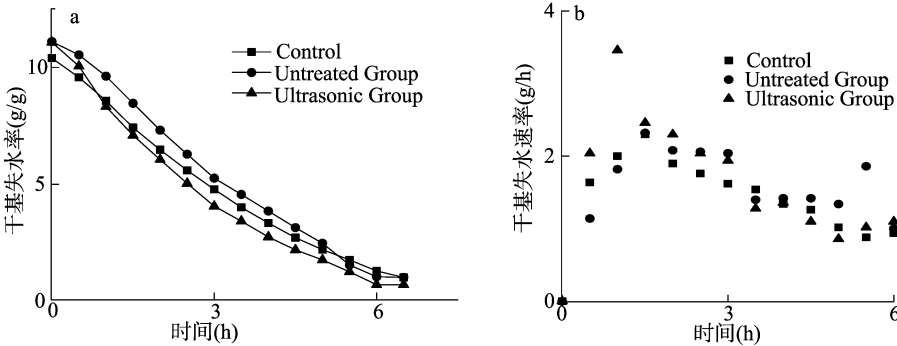 a
10
5
0
0
3
6
干基失水率(g/g)
时间(h)
Control
Untreated Group
Ultrasonic Group
b
4
2
0
0
3
6
干基失水速率(g/h)
时间(h)
Control
Untreated Group
Ultrasonic Group